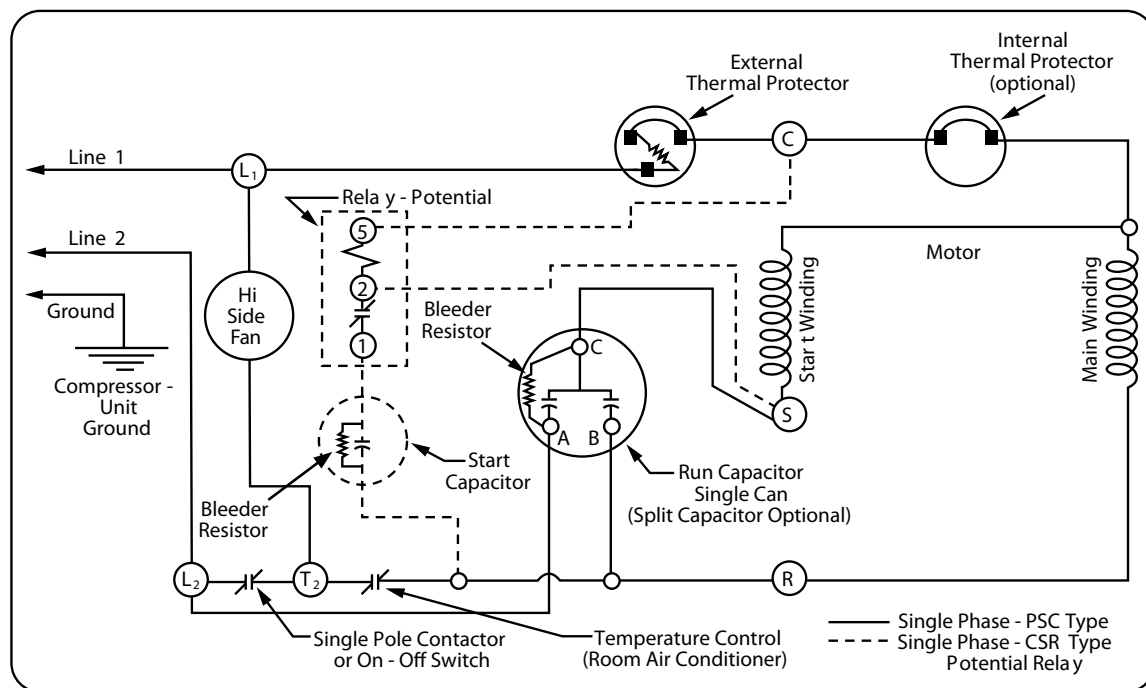 External
Thermal Protector
Internal
Thermal Protector
(optional)
Line 1
L1
C
Rela y - Potential
5
Line 2
2
1
Ground
Compressor -
Unit
Ground
Hi
Side
Fan
Bleeder
Resistor
C
A
B
Motor
Star t Winding
Main Winding
S
Start
Capacitor
Bleeder
Resistor
Run Capacitor
Single Can
(Split Capacitor Optional)
L2
T2
R
Single Pole Contactor
or On - Off Switch
Temperature Control
(Room Air Conditioner)
Single Phase - PSC Type
Single Phase - CSR Type
Potential Relay